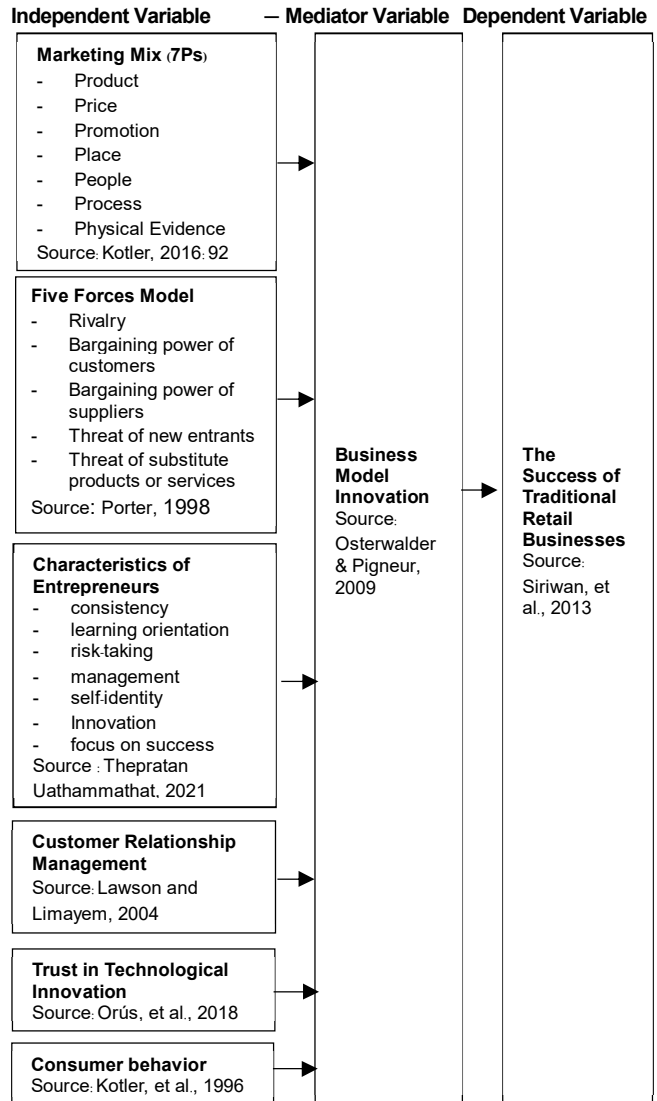 Independent Variable — Mediator Variable Dependent Variable
Marketing Mix (7Ps)
- Product
- Price
- Promotion
- Place
- People
- Process
- Physical Evidence
Source: Kotler, 2016: 92
Five Forces Model
- Rivalry
- Bargaining power of
customers
- Bargaining power of
suppliers
- Threat of new entrants
- Threat of substitute
products or services
Source: Porter, 1998
Characteristics of
Entrepreneurs
- consistency
- learning orientation
- risk-taking
- management
- self-identity
- Innovation
- focus on success
Source : Thepratan
Uathammathat, 2021
Customer Relationship
Management
Source: Lawson and
Limayem, 2004
Trust in Technological
Innovation
Source: Orús, et al., 2018
Consumer behavior
Source: Kotler, et al., 1996
Business
Model
Innovation
Source:
Osterwalder
& Pigneur,
2009
The
Success of
Traditional
Retail
Businesses
Source:
Siriwan, et
al., 2013